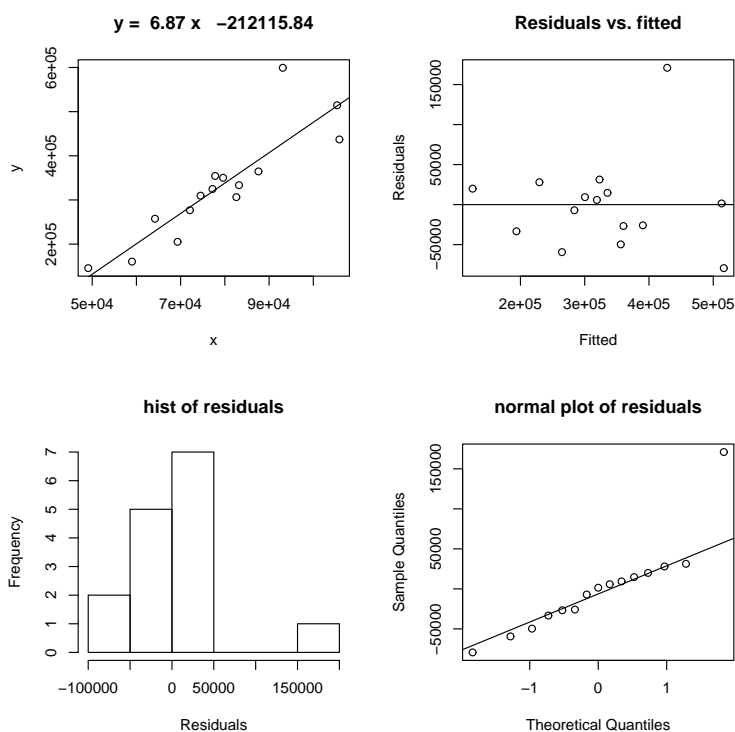 y = 6.87 x −212115.84
y
2e+05 4e+05 6e+05
5e+04 7e+04 9e+04
x
Residuals vs. fitted
Residuals
−50000 50000 150000
2e+05 3e+05 4e+05 5e+05
Fitted
hist of residuals
Frequency
0 1 2 3 4 5 6 7
−100000 0 50000 150000
Residuals
normal plot of residuals
Sample Quantiles
−50000 50000 150000
−1 0 1
Theoretical Quantiles